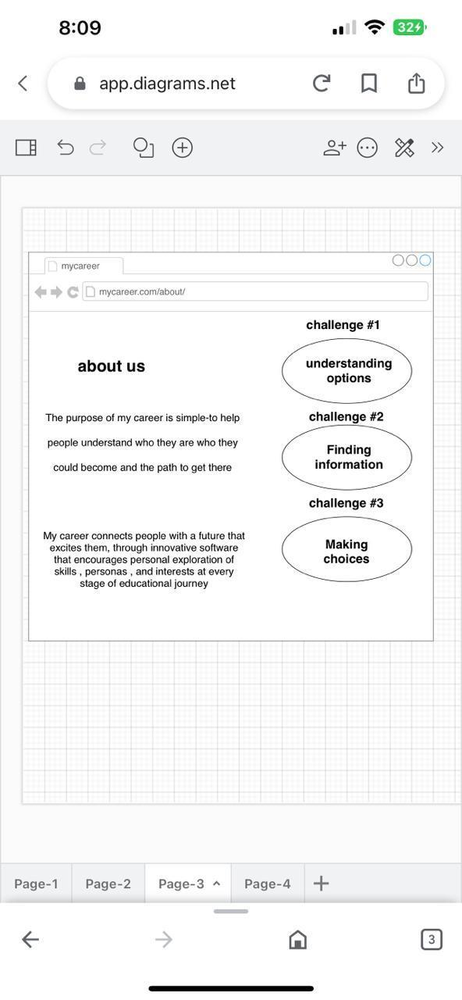 8:09
32
app.diagrams.net
mycareer
mycareer.com/about/
challenge #1
about us
understanding
options
The purpose of my career is simple-to help
people understand who they are who they
could become and the path to get there
challenge #2
Finding
information
challenge #3
My career connects people with a future that
excites them, through innovative software
that encourages personal exploration of
skills , personas , and interests at every
stage of educational journey
Making
choices
Page-1
Page-2
Page-3
Page-4
3